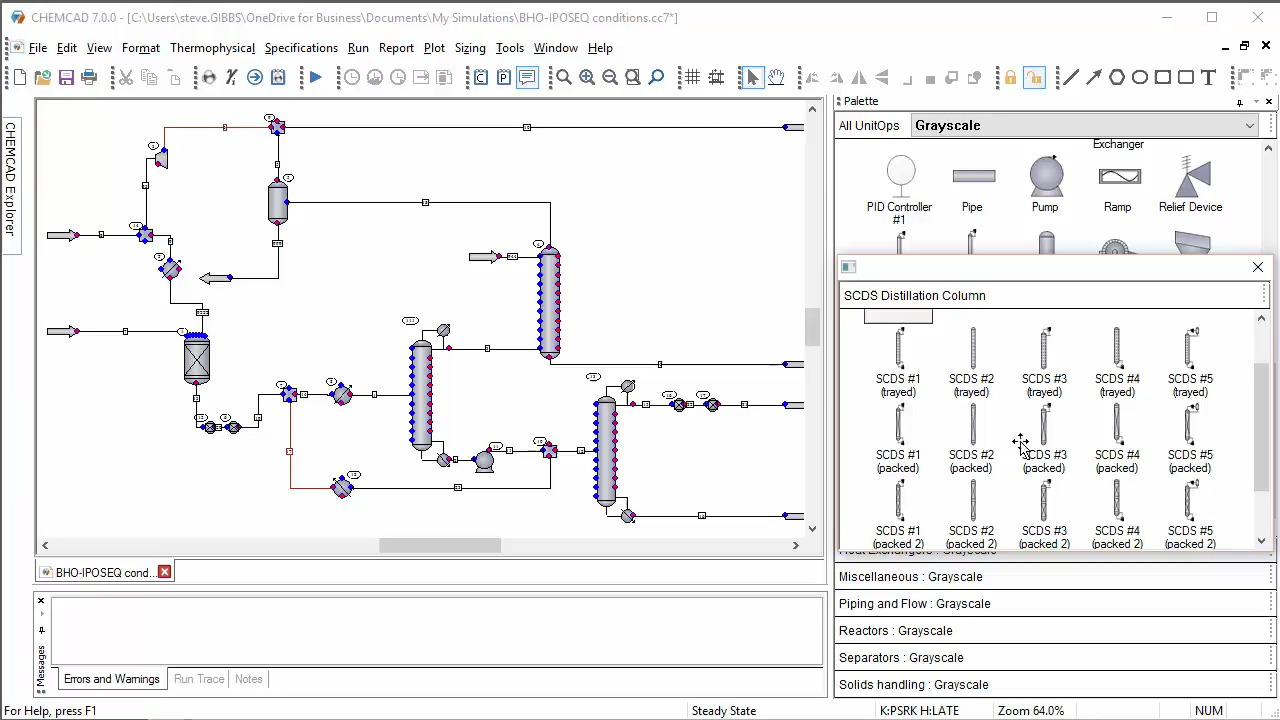 CHEMCAD 7.0.0 - [C:\Users\steve.GIBBS\OneDrive for Business\Documents\My Simulations\BHO-IPOSEQ conditions.cc7*]
File Edit View Format Thermophysical Specifications Run Report Plot Sizing Tools Window Help
CHEMCAD Explorer
Palette
All UnitOps Grayscale
Exchanger
PID Controller #1
Pipe
Pump
Ramp
Relief Device
SCDS Distillation Column
SCDS #1 (trayed)
SCDS #2 (trayed)
SCDS #3 (trayed)
SCDS #4 (trayed)
SCDS #5 (trayed)
SCDS #1 (packed)
SCDS #2 (packed)
SCDS #3 (packed)
SCDS #4 (packed)
SCDS #5 (packed)
SCDS #1 (packed 2)
SCDS #2 (packed 2)
SCDS #3 (packed 2)
SCDS #4 (packed 2)
SCDS #5 (packed 2)
Heat Exchangers : Grayscale
Miscellaneous : Grayscale
Piping and Flow : Grayscale
Reactors : Grayscale
Separators : Grayscale
Solids handling : Grayscale
BHO-IPOSEQ cond...
Messages
Errors and Warnings Run Trace Notes
For Help, press F1 Steady State K:PSRK H:LATE Zoom 64.0% NUM